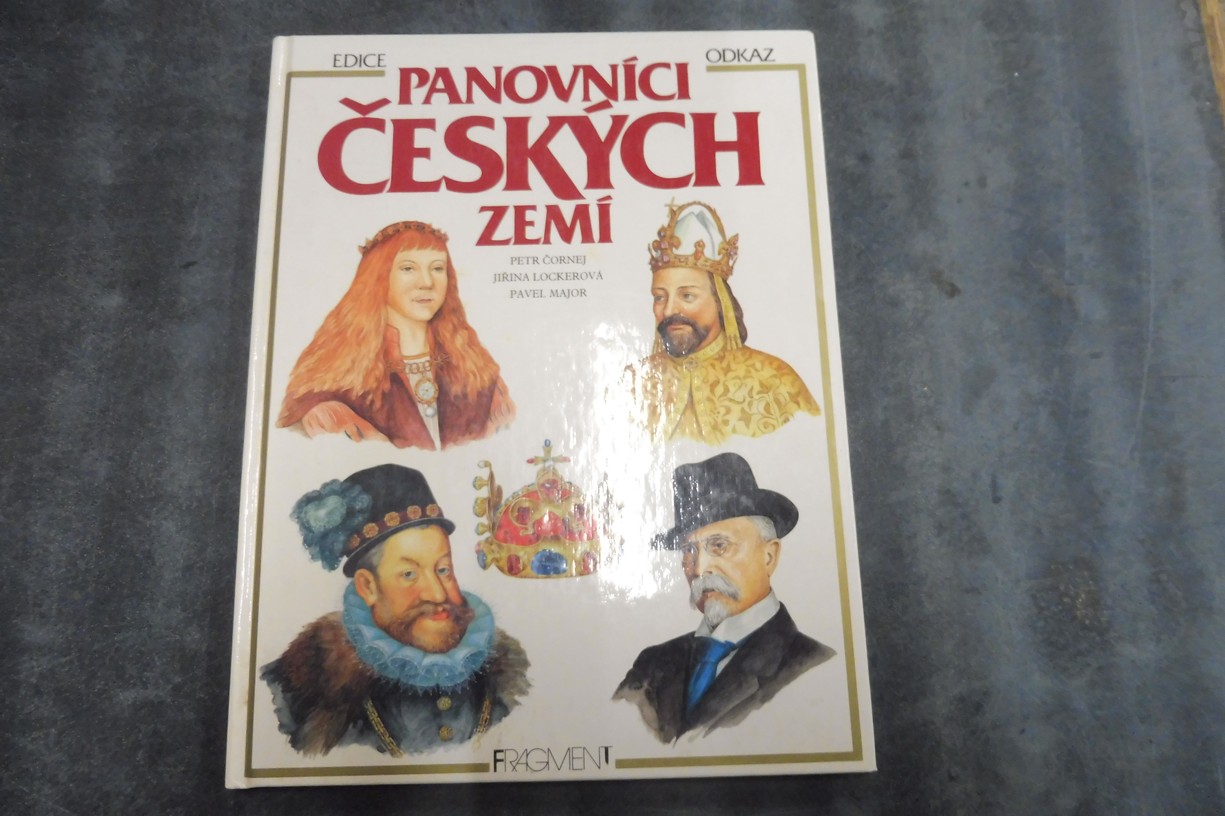 EDICE
ODKAZ
PANOVNÍCI
ČESKÝCH
ZEMÍ
PETR ČORNEJ
JIŘINA LOCKEROVÁ
PAVEL MAJOR
FRAGMENT